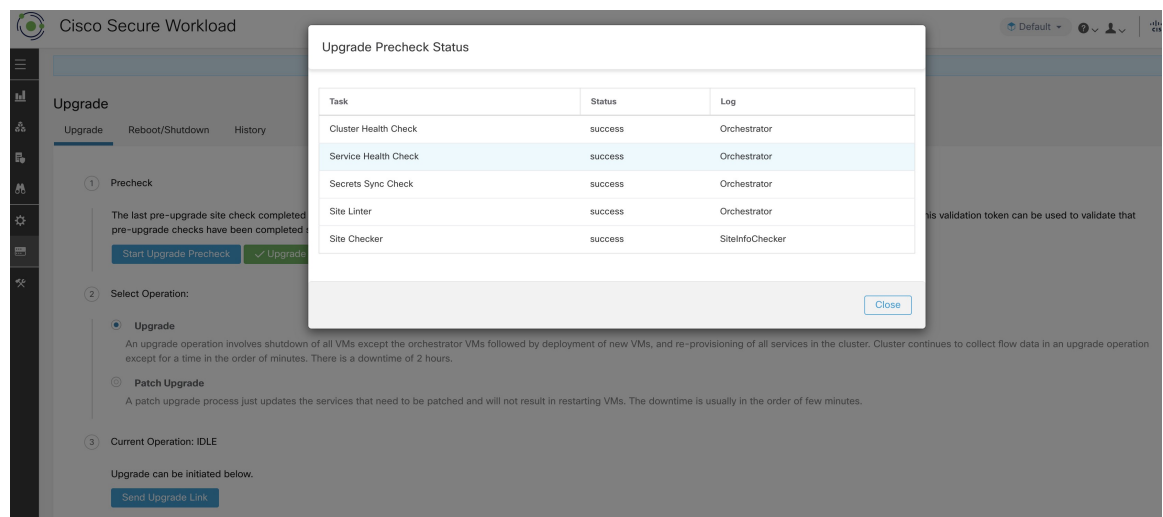 Cisco Secure Workload
Default
Upgrade Precheck Status
Task Status Log
Cluster Health Check success Orchestrator
Service Health Check success Orchestrator
Secrets Sync Check success Orchestrator
Site Linter success Orchestrator
Site Checker success SiteInfoChecker
Close
Upgrade
Upgrade Reboot/Shutdown History
1 Precheck
The last pre-upgrade site check completed his validation token can be used to validate that
pre-upgrade checks have been completed
Start Upgrade Precheck Upgrade
2 Select Operation:
Upgrade
An upgrade operation involves shutdown of all VMs except the orchestrator VMs followed by deployment of new VMs, and re-provisioning of all services in the cluster. Cluster continues to collect flow data in an upgrade operation
except for a time in the order of minutes. There is a downtime of 2 hours.
Patch Upgrade
A patch upgrade process just updates the services that need to be patched and will not result in restarting VMs. The downtime is usually in the order of few minutes.
3 Current Operation: IDLE
Upgrade can be initiated below.
Send Upgrade Link